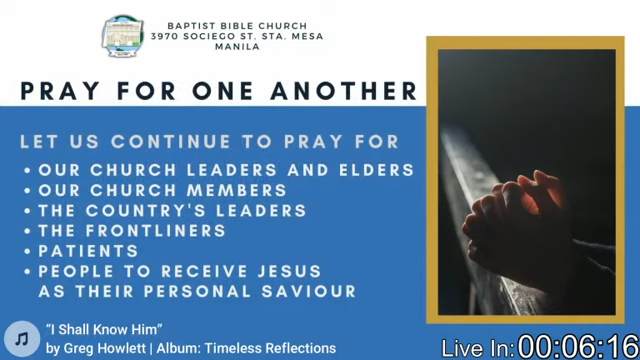 BAPTIST BIBLE CHURCH
3970 SOCIEGO ST. STA. MESA
MANILA
PRAY FOR ONE ANOTHER
LET US CONTINUE TO PRAY FOR
• OUR CHURCH LEADERS AND ELDERS
• OUR CHURCH MEMBERS
• THE COUNTRY'S LEADERS
• THE FRONTLINERS
• PATIENTS
• PEOPLE TO RECEIVE JESUS
AS THEIR PERSONAL SAVIOUR
“I Shall Know Him”
by Greg Howlett | Album: Timeless Reflections
Live In: 00:06:16